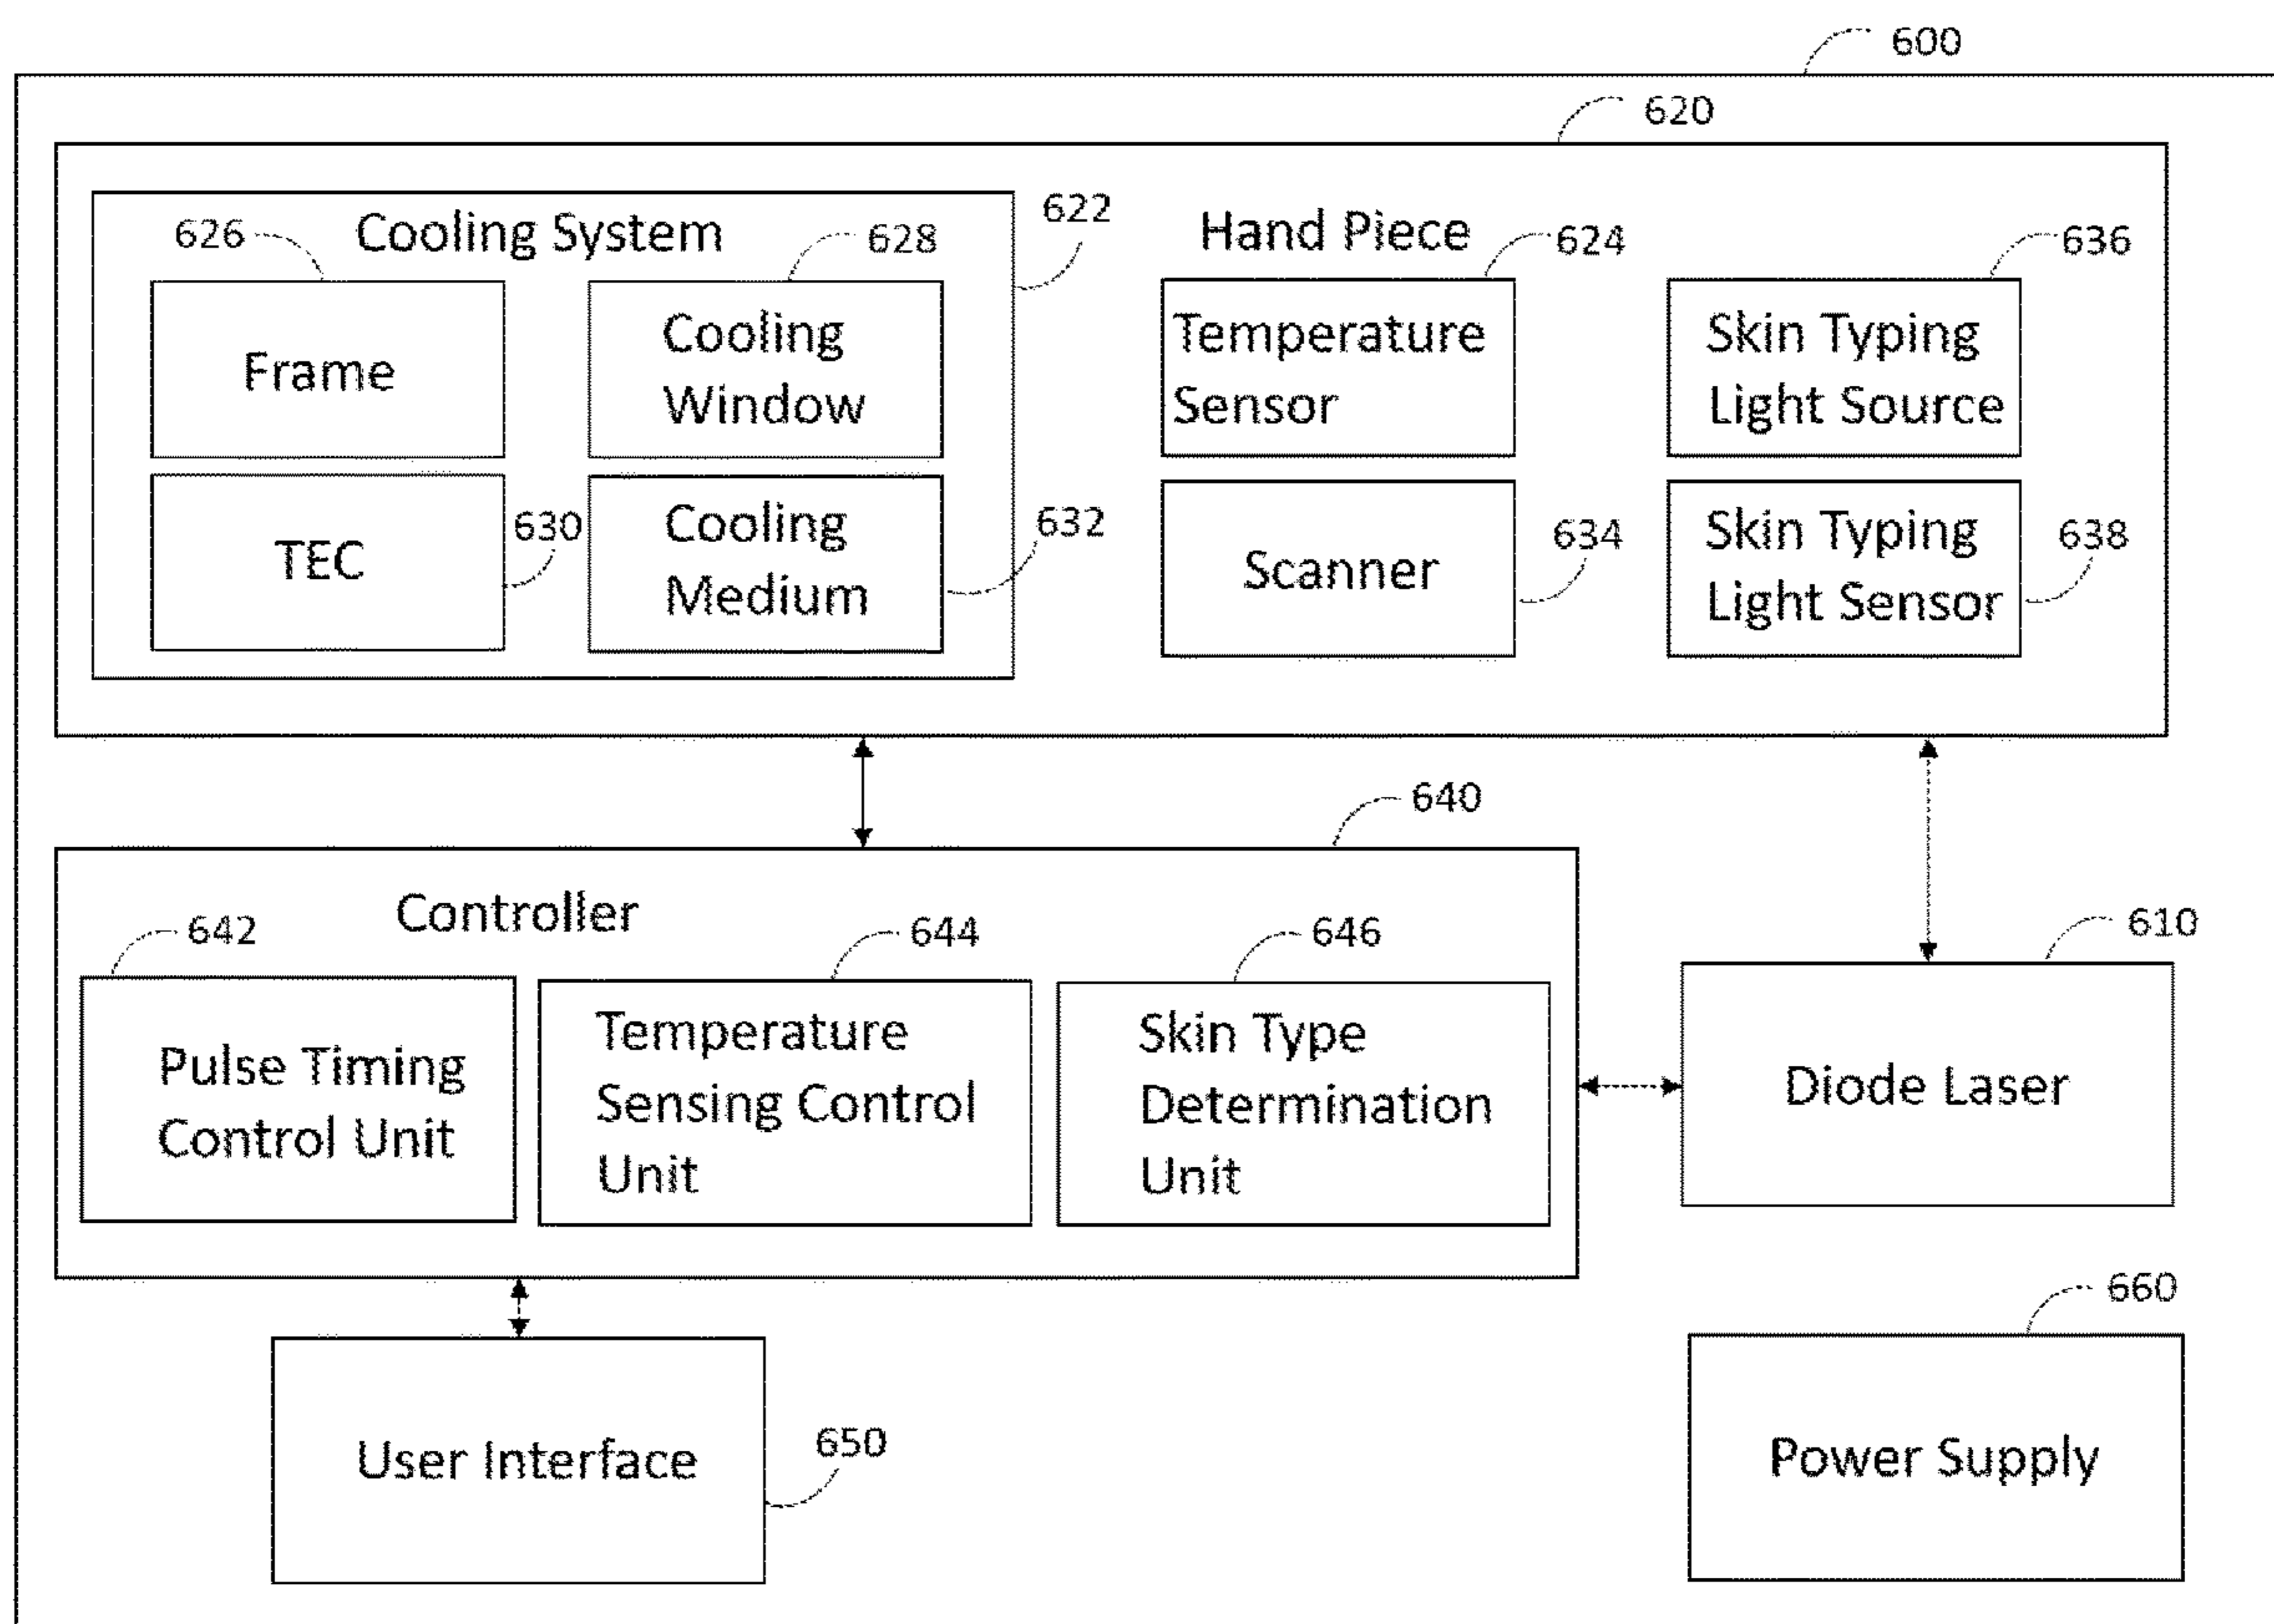 600
620
622
Cooling System
Hand Piece
626
628
624
636
Frame
Cooling
Window
Temperature
Sensor
Skin Typing
Light Source
TEC
630
Cooling
Medium
632
Scanner
634
Skin Typing
Light Sensor
638
640
Controller
642
644
646
610
Pulse Timing
Control Unit
Temperature
Sensing Control
Unit
Skin Type
Determination
Unit
Diode Laser
660
User Interface
650
Power Supply